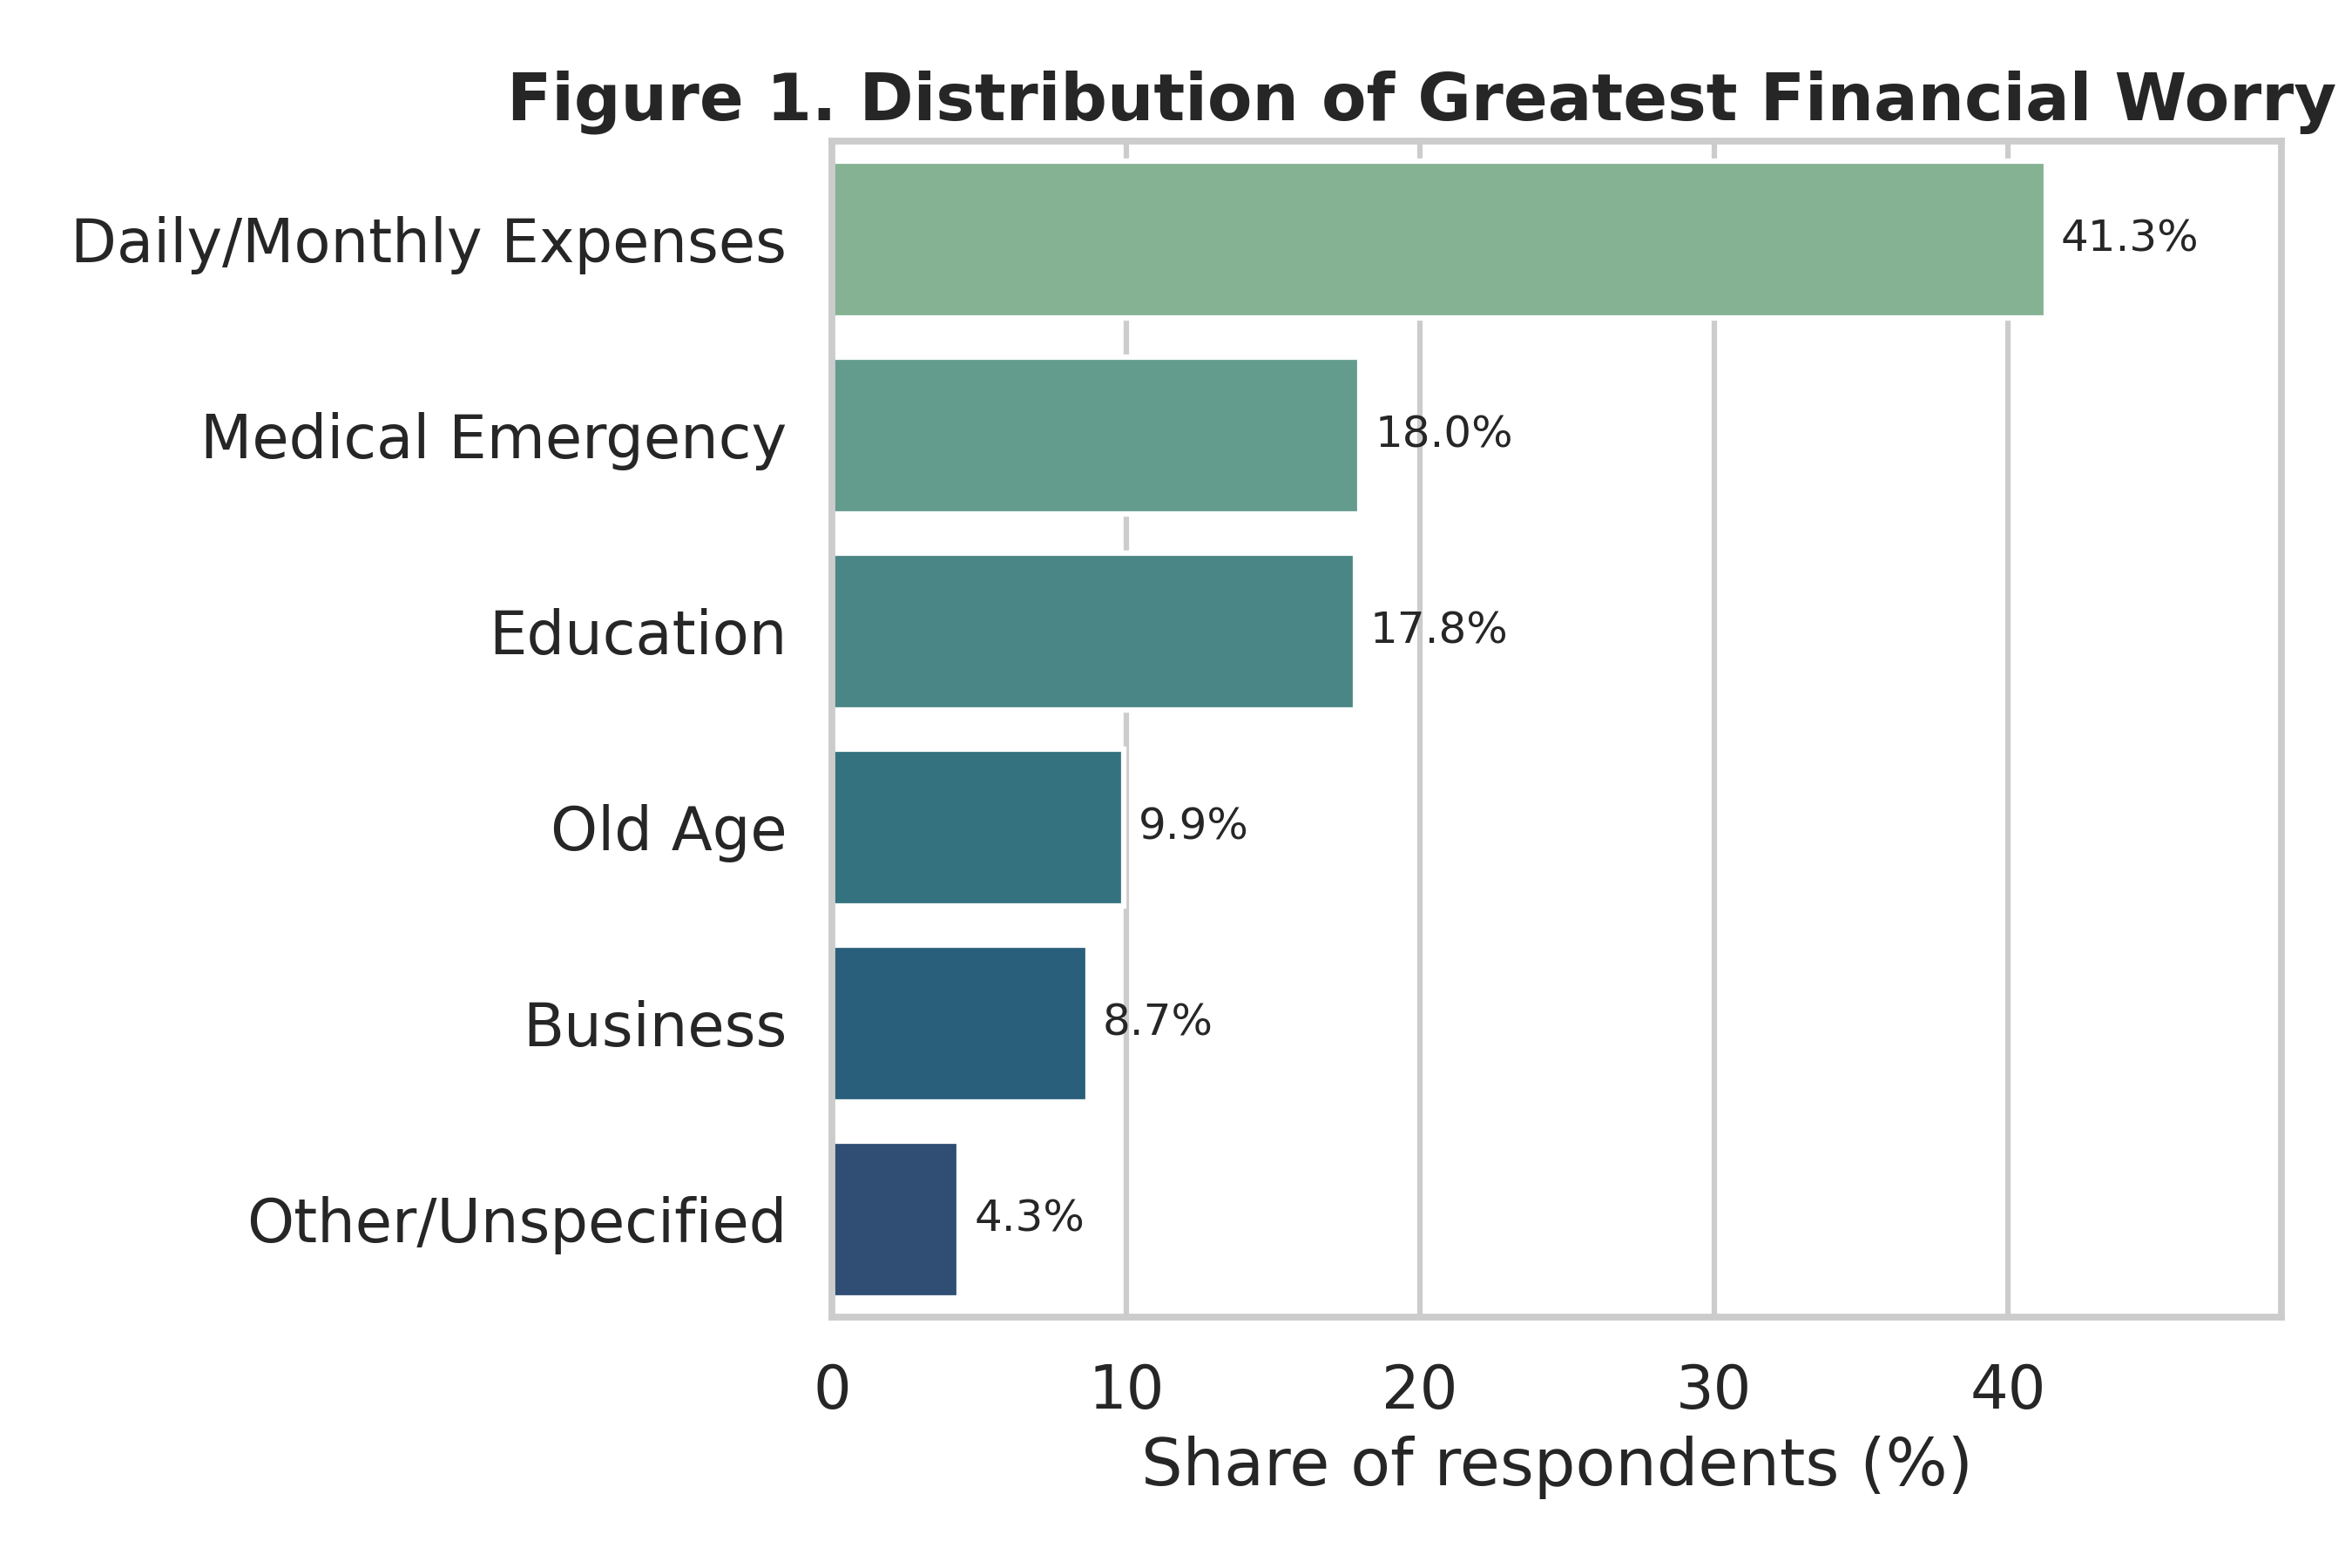 Figure 1. Distribution of Greatest Financial Worry
Daily/Monthly Expenses
41.3%
Medical Emergency
18.0%
Education
17.8%
Old Age
9.9%
Business
8.7%
Other/Unspecified
4.3%
0 10 20 30 40
Share of respondents (%)